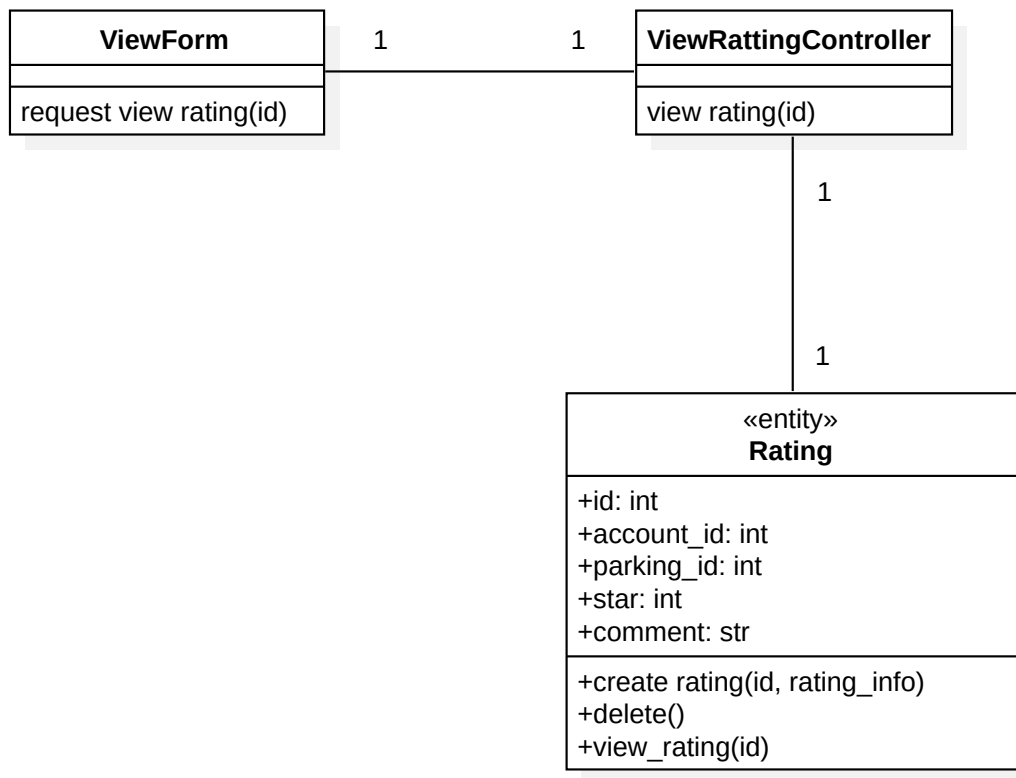 ViewForm
1
1
ViewRattingController
request view rating(id)
view rating(id)
1
1
«entity»
Rating
+id: int
+account_id: int
+parking_id: int
+star: int
+comment: str
+create rating(id, rating_info)
+delete()
+view_rating(id)